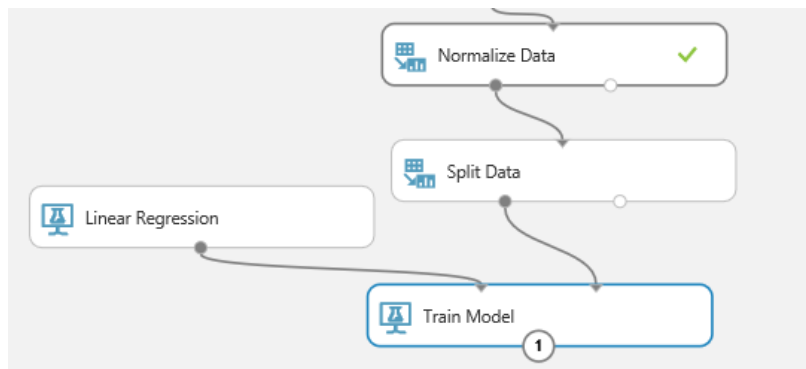 Normalize Data
Split Data
Linear Regression
Train Model
1